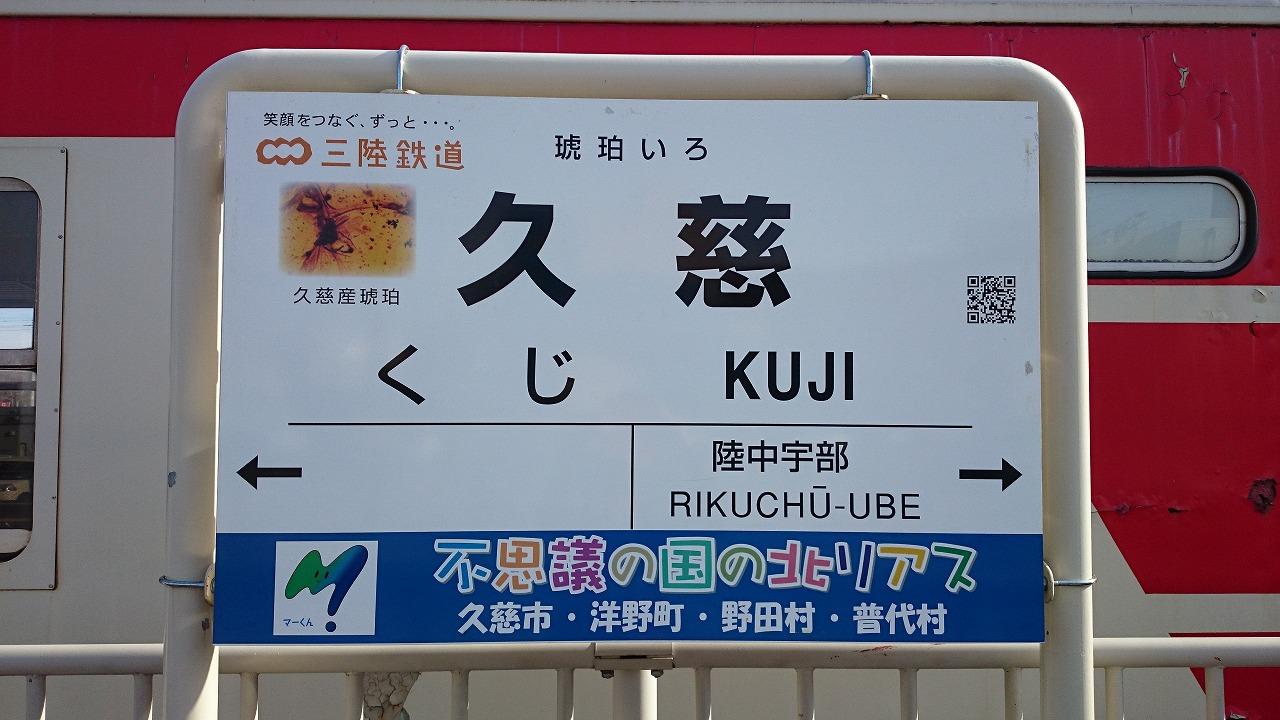 笑顔をつなぐ、ずっと・・・。
三陸鉄道
琥珀いろ
久慈
久慈産琥珀
くじ KUJI
陸中宇部
RIKUCHŪ-UBE
マーくん
不思議の国の北リアス
久慈市・洋野町・野田村・普代村